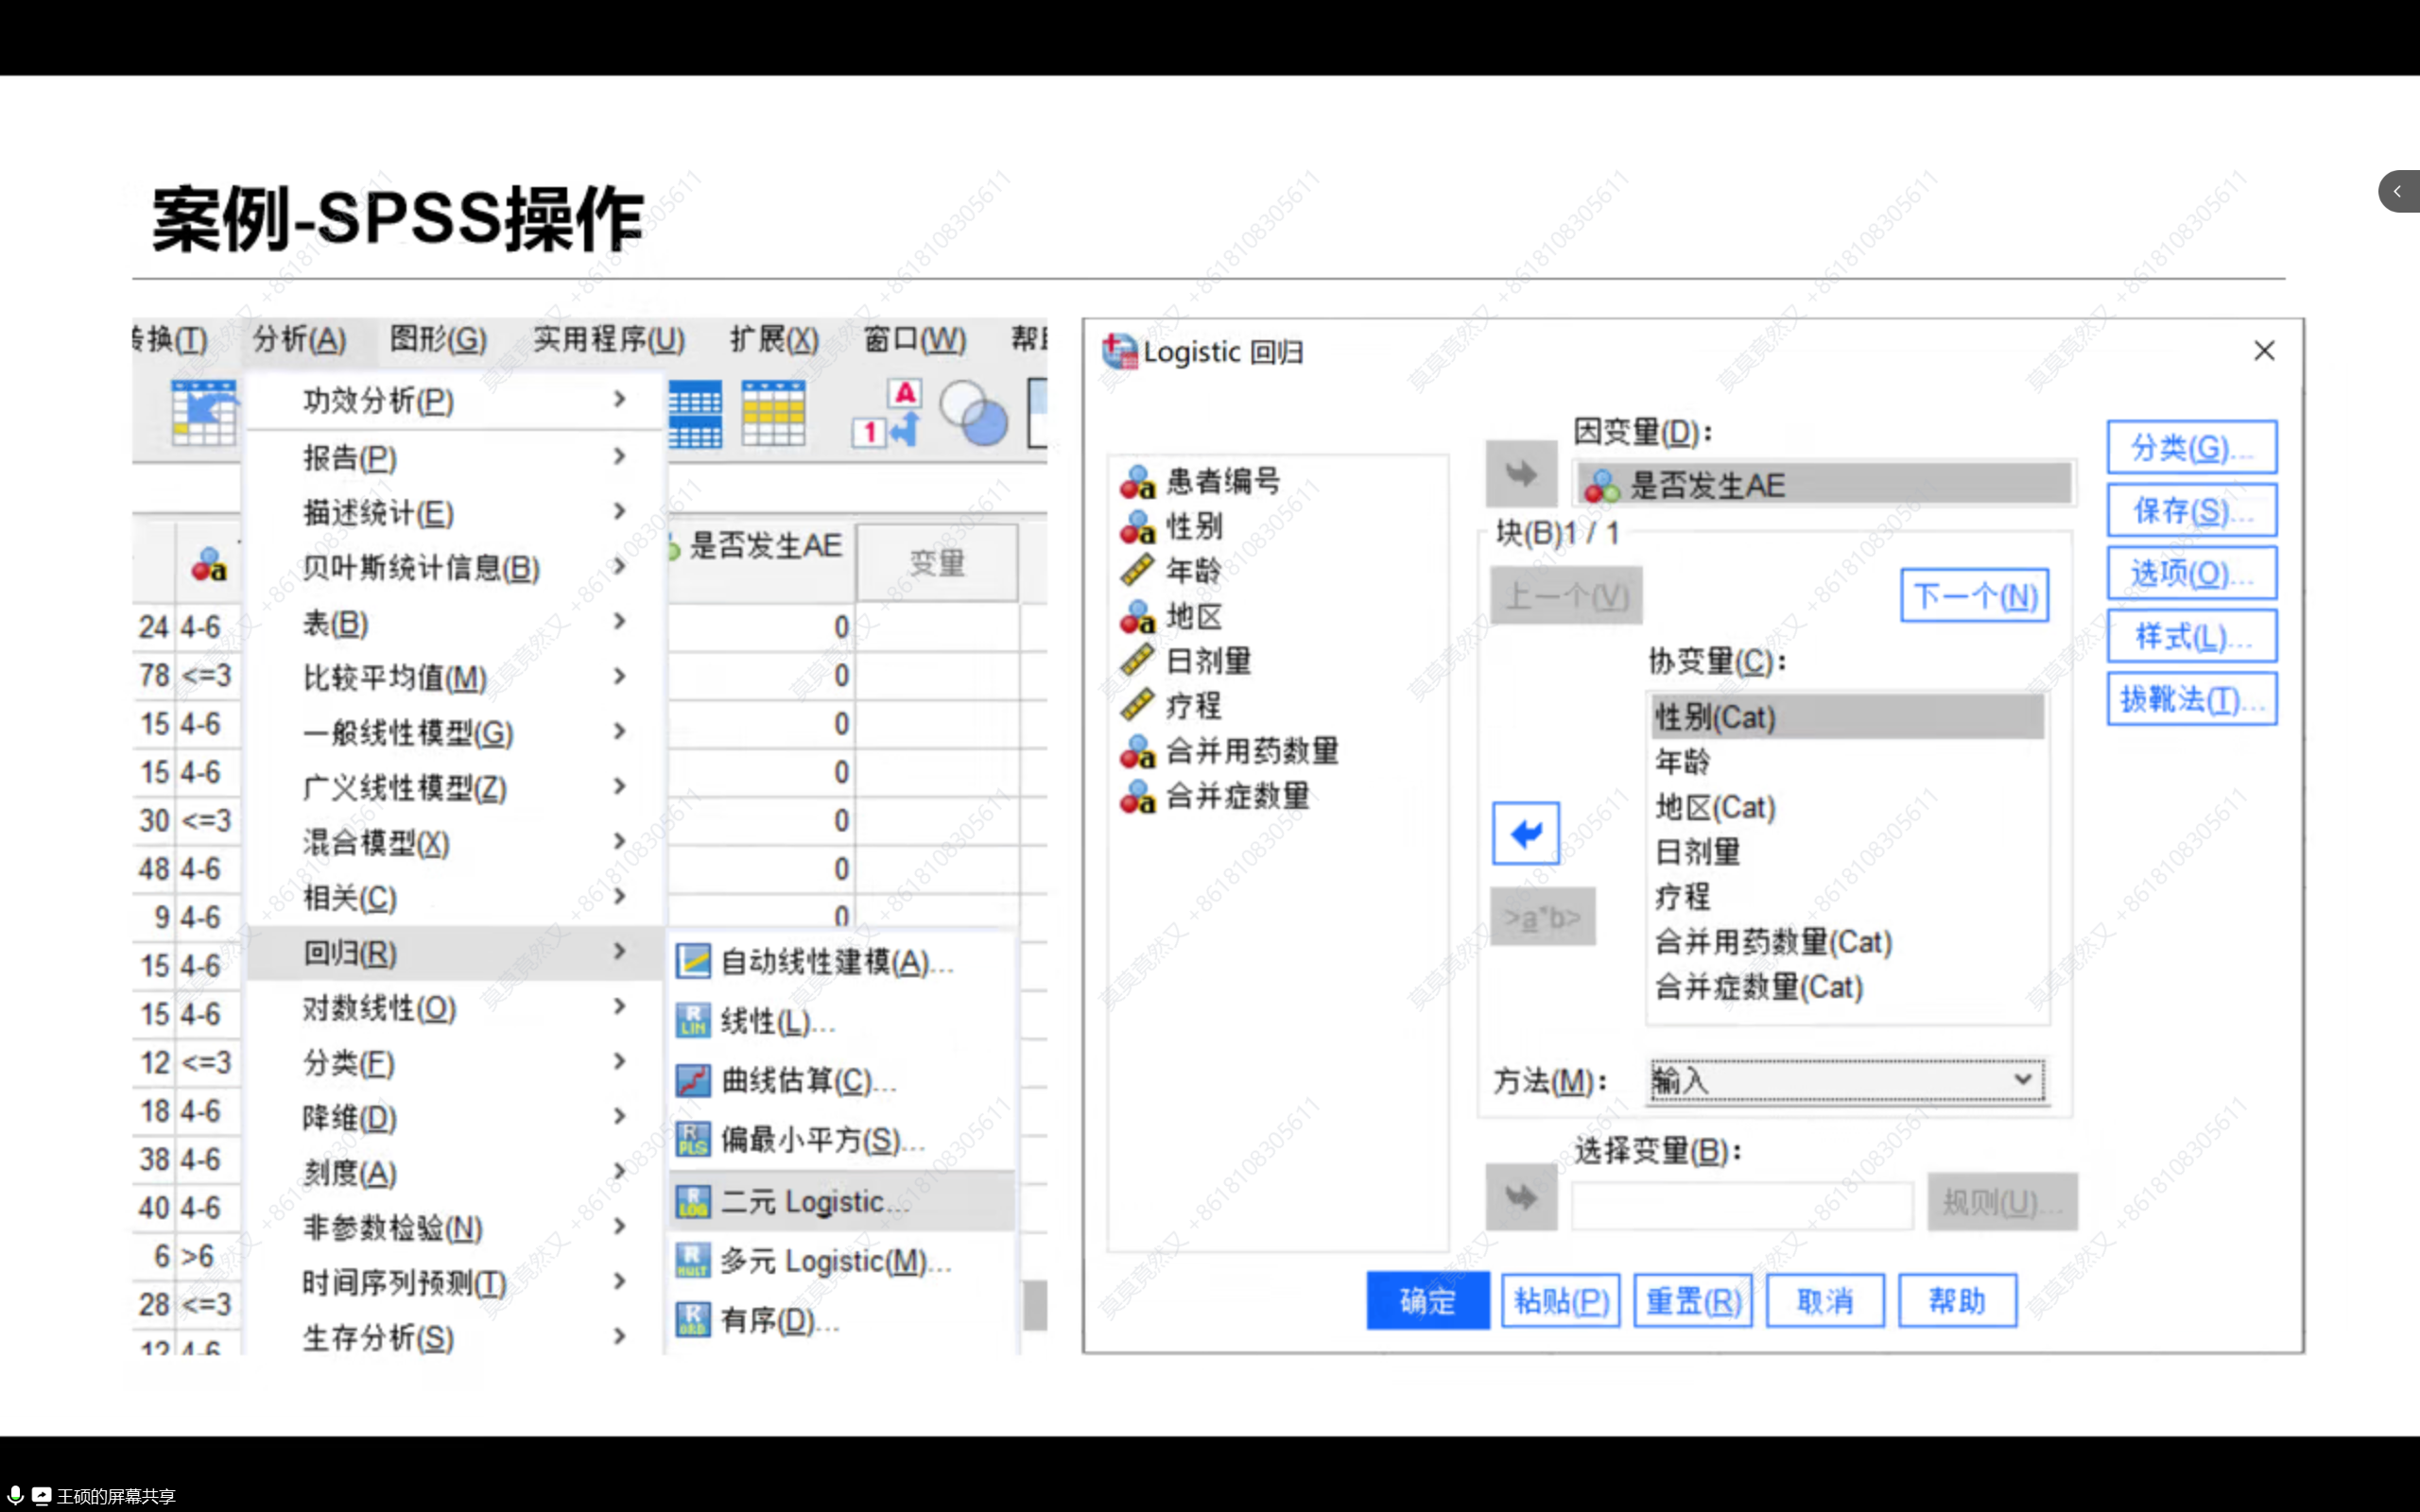 案例-SPSS操作
转换(T) 分析(A) 图形(G) 实用程序(U) 扩展(X) 窗口(W)
功效分析(P)
报告(P)
描述统计(E)
贝叶斯统计信息(B)
表(B)
比较平均值(M)
一般线性模型(G)
广义线性模型(Z)
混合模型(X)
相关(C)
回归(R)
对数线性(O)
分类(F)
降维(D)
刻度(A)
非参数检验(N)
时间序列预测(T)
生存分析(S)
是否发生AE 变量
24 4-6 0
78 <=3 0
15 4-6 0
15 4-6 0
30 <=3 0
48 4-6 0
9 4-6 0
15 4-6
15 4-6
12 <=3
18 4-6
38 4-6
40 4-6
6 >6
28 <=3
12 4-6
自动线性建模(A)...
线性(L)...
曲线估算(C)...
偏最小平方(S)...
二元 Logistic...
多元 Logistic(M)...
有序(D)...
Logistic 回归
患者编号
性别
年龄
地区
日剂量
疗程
合并用药数量
合并症数量
因变量(D):
是否发生AE
块(B)1 / 1
上一个(V) 下一个(N)
协变量(C):
性别(Cat)
年龄
地区(Cat)
日剂量
疗程
合并用药数量(Cat)
合并症数量(Cat)
>a*b>
方法(M): 输入
选择变量(B):
规则(U)...
分类(G)...
保存(S)...
选项(O)...
样式(L)...
拔靴法(T)...
确定 粘贴(P) 重置(R) 取消 帮助
莫莫竟然又 +8618108305611
王硕的屏幕共享